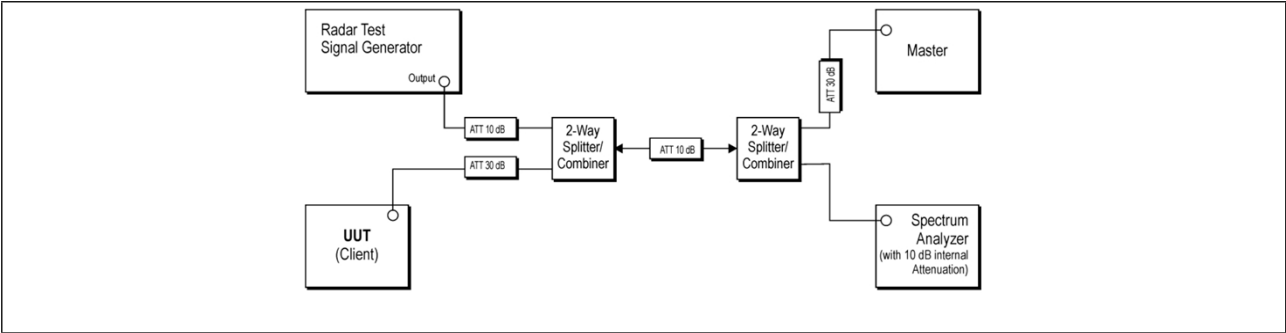 Radar Test
Signal Generator
Output
ATT 10 dB
ATT 30 dB
2-Way
Splitter/
Combiner
ATT 10 dB
2-Way
Splitter/
Combiner
ATT 30 dB
Master
UUT
(Client)
Spectrum
Analyzer
(with 10 dB internal
Attenuation)